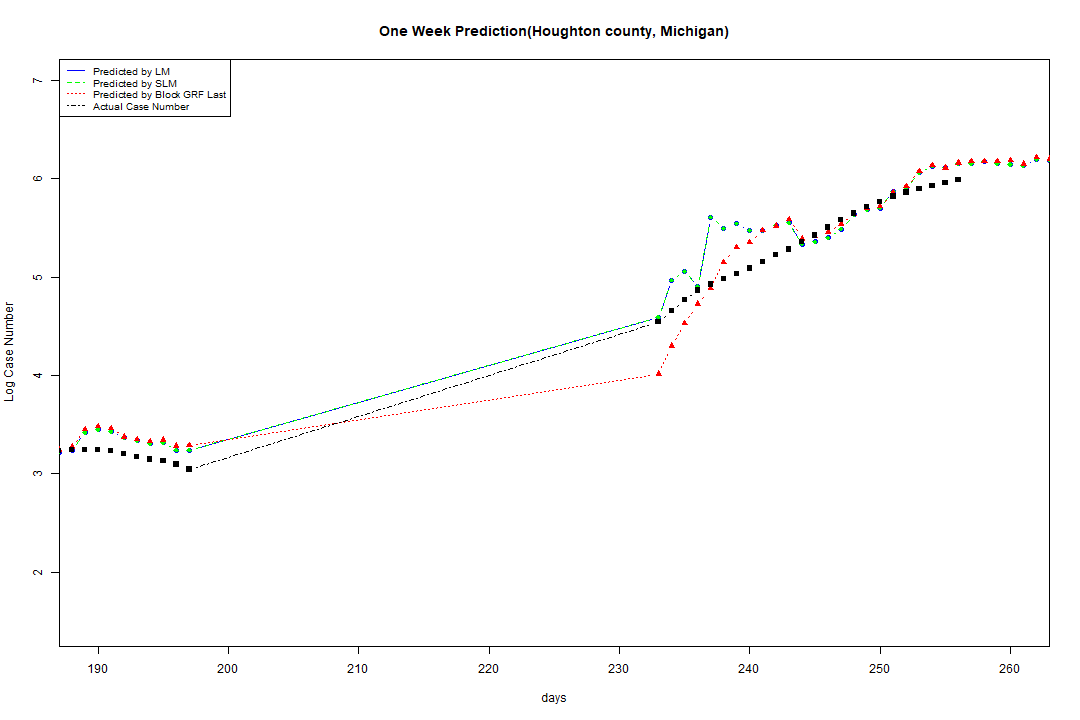 One Week Prediction(Houghton county, Michigan)
Predicted by LM
Predicted by SLM
Predicted by Block GRF Last
Actual Case Number
7
6
5
4
3
2
Log Case Number
190 200 210 220 230 240 250 260
days